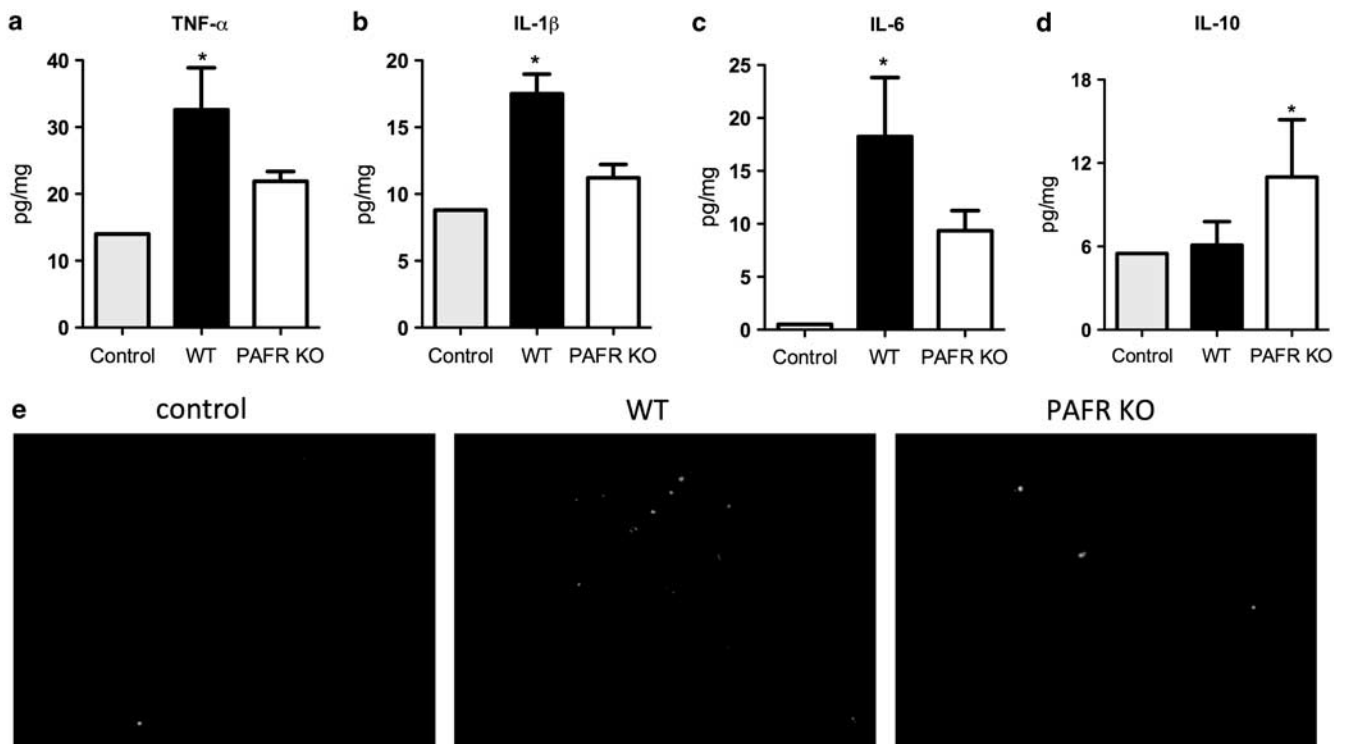 a
TNF-α
pg/mg
40
30
20
10
0
Control WT PAFR KO
b
IL-1β
pg/mg
20
15
10
5
0
Control WT PAFR KO
c
IL-6
pg/mg
25
20
15
10
5
0
Control WT PAFR KO
d
IL-10
pg/mg
18
12
6
0
Control WT PAFR KO
*
*
*
*
e
control WT PAFR KO